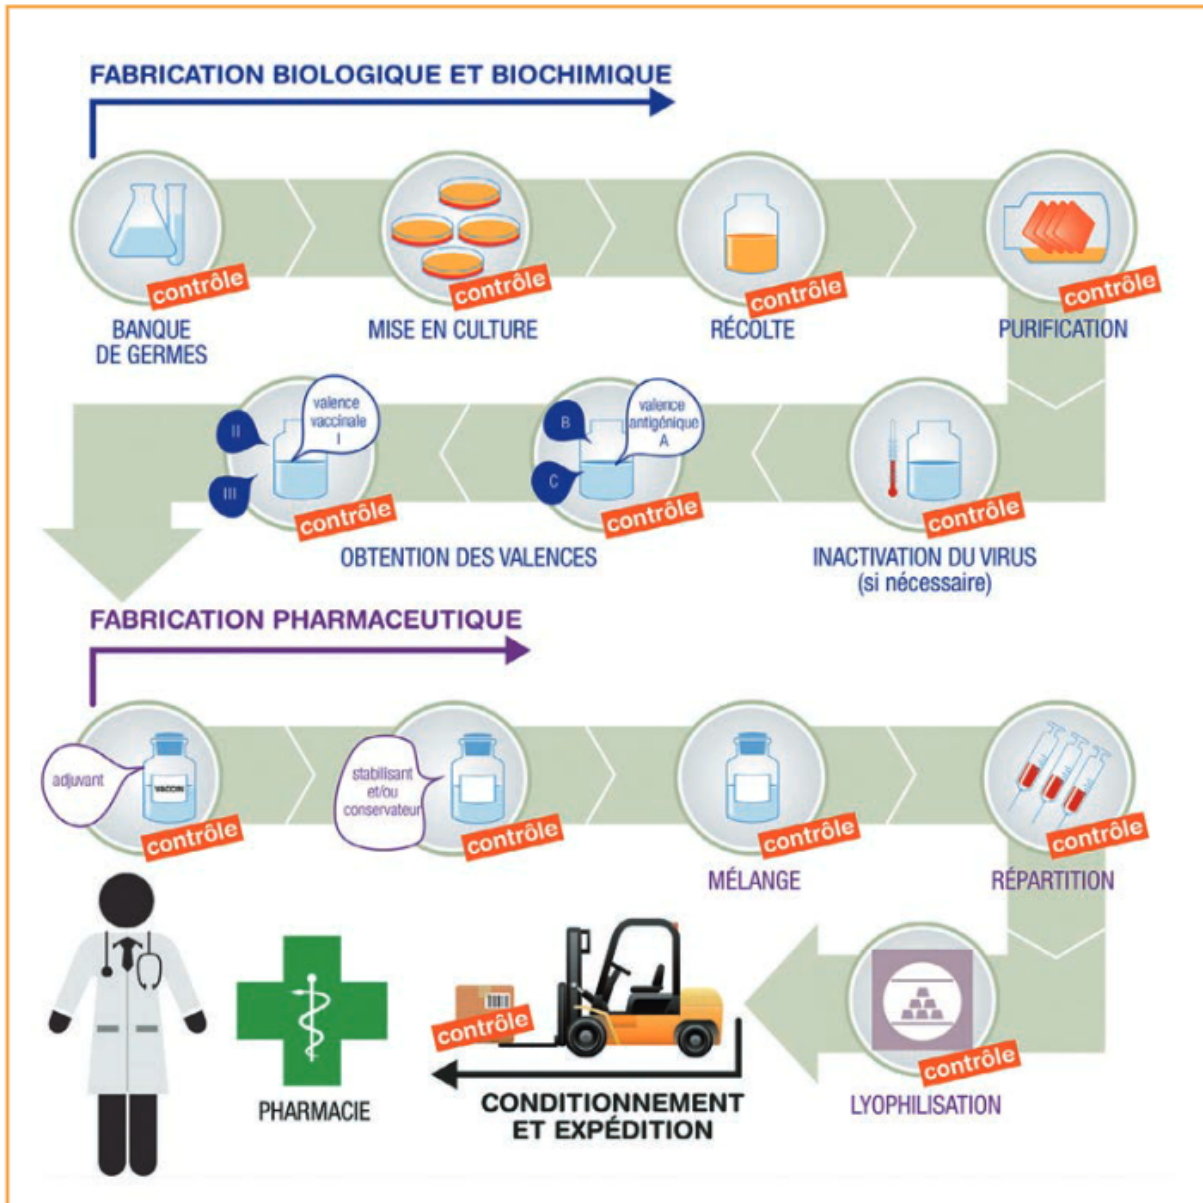 FABRICATION BIOLOGIQUE ET BIOCHIMIQUE
contrôle
contrôle
contrôle
contrôle
BANQUE
DE GERMES
MISE EN CULTURE
RÉCOLTE
PURIFICATION
II
III
valence
vaccinale
I
contrôle
B
C
valence
antigénique
A
contrôle
contrôle
OBTENTION DES VALENCES
INACTIVATION DU VIRUS
(si nécessaire)
FABRICATION PHARMACEUTIQUE
adjuvant
VACCIN
contrôle
stabilisant
et/ou
conservateur
contrôle
contrôle
contrôle
MÉLANGE
RÉPARTITION
contrôle
LYOPHILISATION
contrôle
CONDITIONNEMENT
ET EXPÉDITION
PHARMACIE